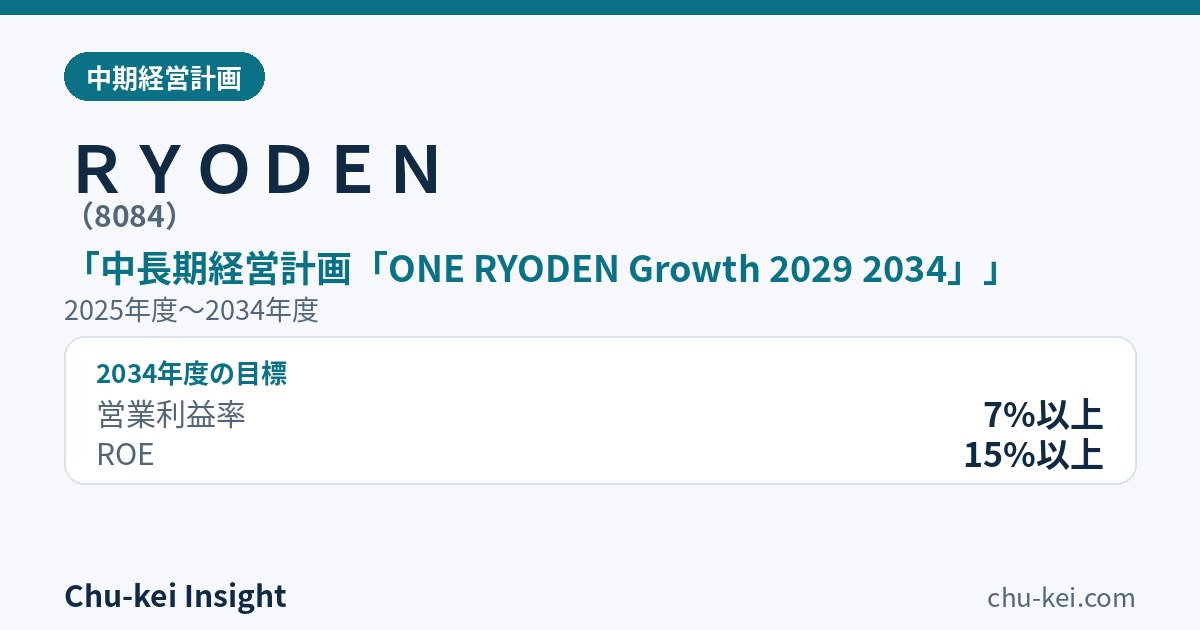 中期経営計画
ＲＹＯＤＥＮ
（8084）
「中長期経営計画「ONE RYODEN Growth 2029 2034」」
2025年度～2034年度
2034年度の目標
営業利益率 7%以上
ROE 15%以上
Chu-kei Insight
chu-kei.com